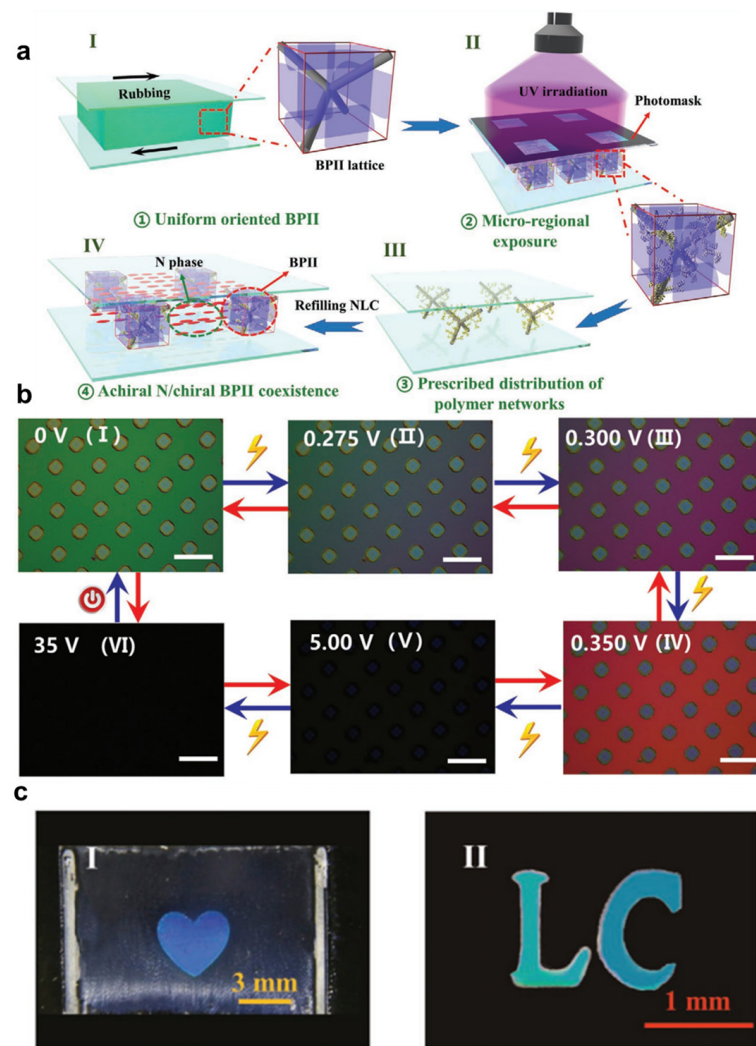 a
I
Rubbing
BPII lattice
① Uniform oriented BPII
II
UV irradiation
Photomask
② Micro-regional
exposure
IV
N phase
BPII
Refilling NLC
④ Achiral N/chiral BPII coexistence
III
③ Prescribed distribution of
polymer networks
b
0 V (I)
0.275 V (II)
0.300 V (III)
35 V (VI)
5.00 V (V)
0.350 V (IV)
c
I
3 mm
II
LC
1 mm